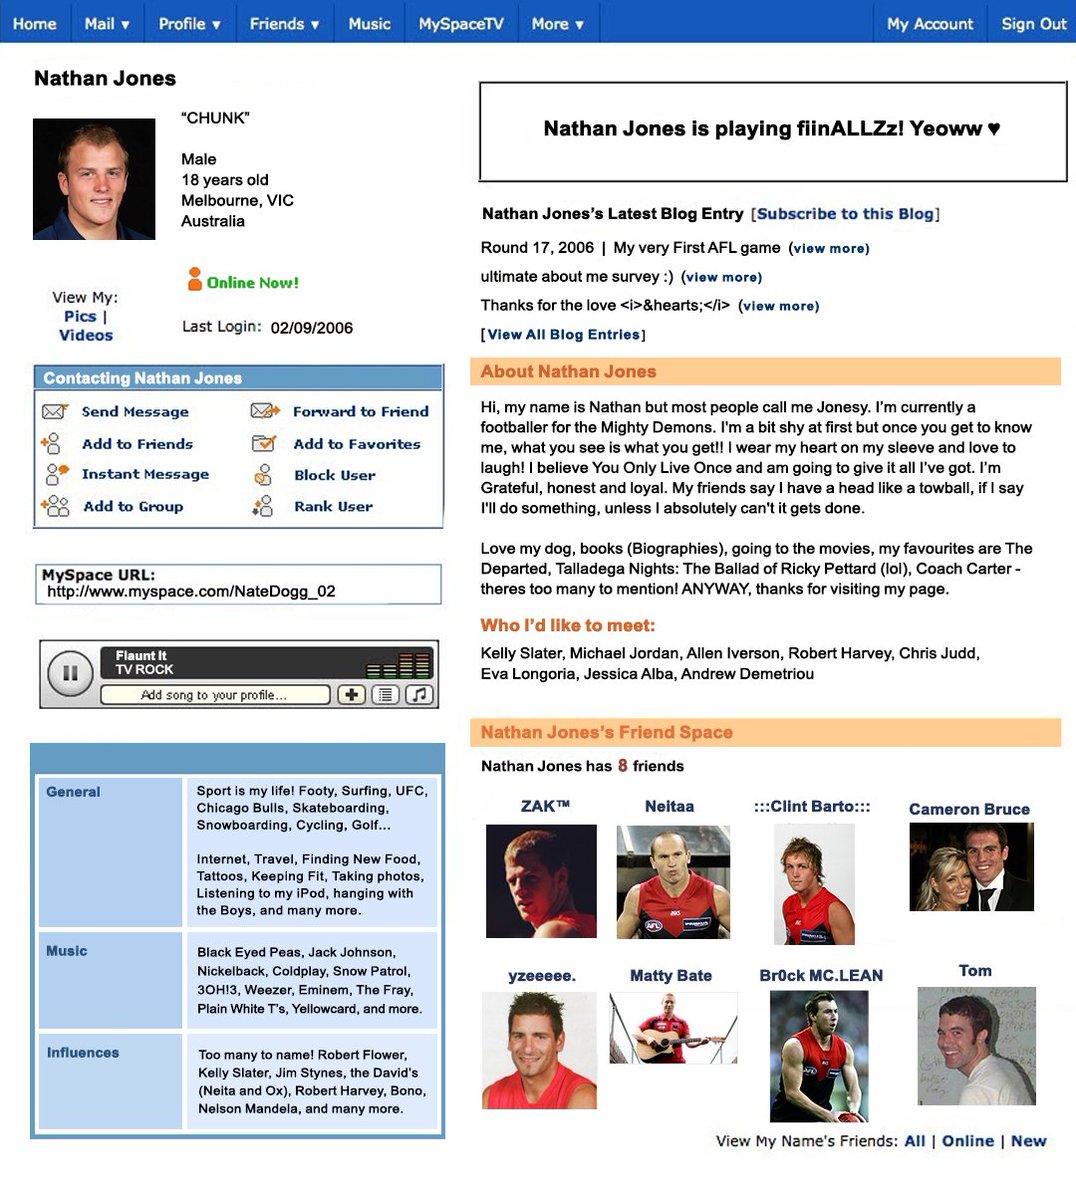 Home
Mail ▾
Profile ▾
Friends ▾
Music
MySpaceTV
More ▾
My Account
Sign Out
Nathan Jones
“CHUNK”
Male
18 years old
Melbourne, VIC
Australia
Online Now!
View My:
Pics |
Videos
Last Login: 02/09/2006
Contacting Nathan Jones
Send Message
Forward to Friend
Add to Friends
Add to Favorites
Instant Message
Block User
Add to Group
Rank User
MySpace URL:
http://www.myspace.com/NateDogg_02
Flaunt It
TV ROCK
Add song to your profile...
General
Sport is my life! Footy, Surfing, UFC,
Chicago Bulls, Skateboarding,
Snowboarding, Cycling, Golf...
Internet, Travel, Finding New Food,
Tattoos, Keeping Fit, Taking photos,
Listening to my iPod, hanging with
the Boys, and many more.
Music
Black Eyed Peas, Jack Johnson,
Nickelback, Coldplay, Snow Patrol,
3OH!3, Weezer, Eminem, The Fray,
Plain White T's, Yellowcard, and more.
Influences
Too many to name! Robert Flower,
Kelly Slater, Jim Stynes, the David's
(Neita and Ox), Robert Harvey, Bono,
Nelson Mandela, and many more.
Nathan Jones is playing fiinALLZz! Yeoww ♥
Nathan Jones’s Latest Blog Entry [Subscribe to this Blog]
Round 17, 2006 | My very First AFL game (view more)
ultimate about me survey :) (view more)
Thanks for the love <i>&hearts;</i> (view more)
[View All Blog Entries]
About Nathan Jones
Hi, my name is Nathan but most people call me Jonesy. I’m currently a
footballer for the Mighty Demons. I'm a bit shy at first but once you get to know
me, what you see is what you get!! I wear my heart on my sleeve and love to
laugh! I believe You Only Live Once and am going to give it all I’ve got. I’m
Grateful, honest and loyal. My friends say I have a head like a towball, if I say
I'll do something, unless I absolutely can't it gets done.
Love my dog, books (Biographies), going to the movies, my favourites are The
Departed, Talladega Nights: The Ballad of Ricky Pettard (lol), Coach Carter -
theres too many to mention! ANYWAY, thanks for visiting my page.
Who I’d like to meet:
Kelly Slater, Michael Jordan, Allen Iverson, Robert Harvey, Chris Judd,
Eva Longoria, Jessica Alba, Andrew Demetriou
Nathan Jones’s Friend Space
Nathan Jones has 8 friends
ZAK™
Neitaa
:::Clint Barto:::
Cameron Bruce
AFL
yzeeeee.
Matty Bate
Br0ck MC.LEAN
Tom
View My Name's Friends: All | Online | New